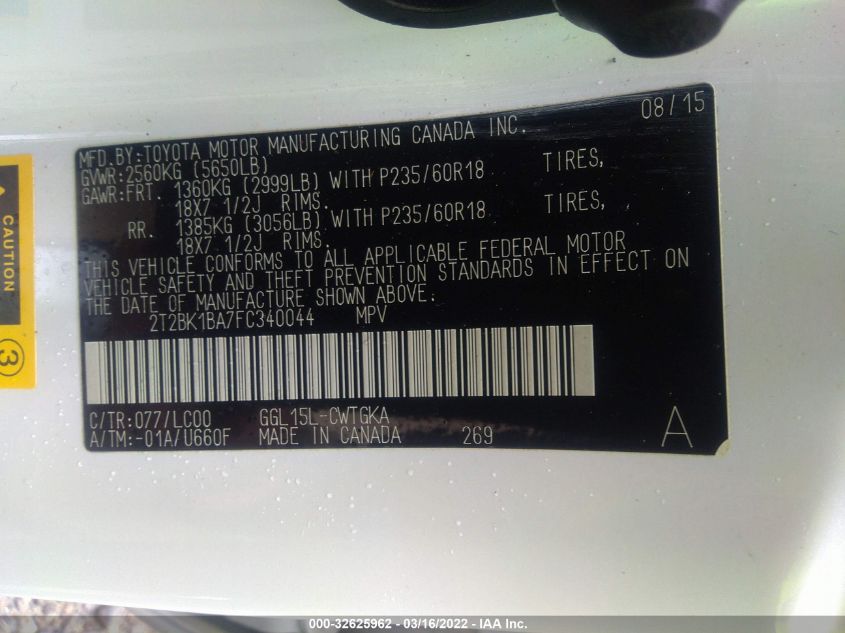 08/15
MFD.BY:TOYOTA MOTOR MANUFACTURING CANADA INC.
GVWR:2560KG (5650LB)
GAWR:FRT. 1360KG (2999LB) WITH P235/60R18 TIRES,
18X7 1/2J RIMS.
RR. 1385KG (3056LB) WITH P235/60R18 TIRES,
18X7 1/2J RIMS.
THIS VEHICLE CONFORMS TO ALL APPLICABLE FEDERAL MOTOR
VEHICLE SAFETY AND THEFT PREVENTION STANDARDS IN EFFECT ON
THE DATE OF MANUFACTURE SHOWN ABOVE.
2T2BK1BA7FC340044 MPV
C/TR:077/LC00 GGL15L-CWTGKA
A/TM:-01A/U660F MADE IN CANADA 269 A
CAUTION
3
000-32625962 - 03/16/2022 - IAA Inc.